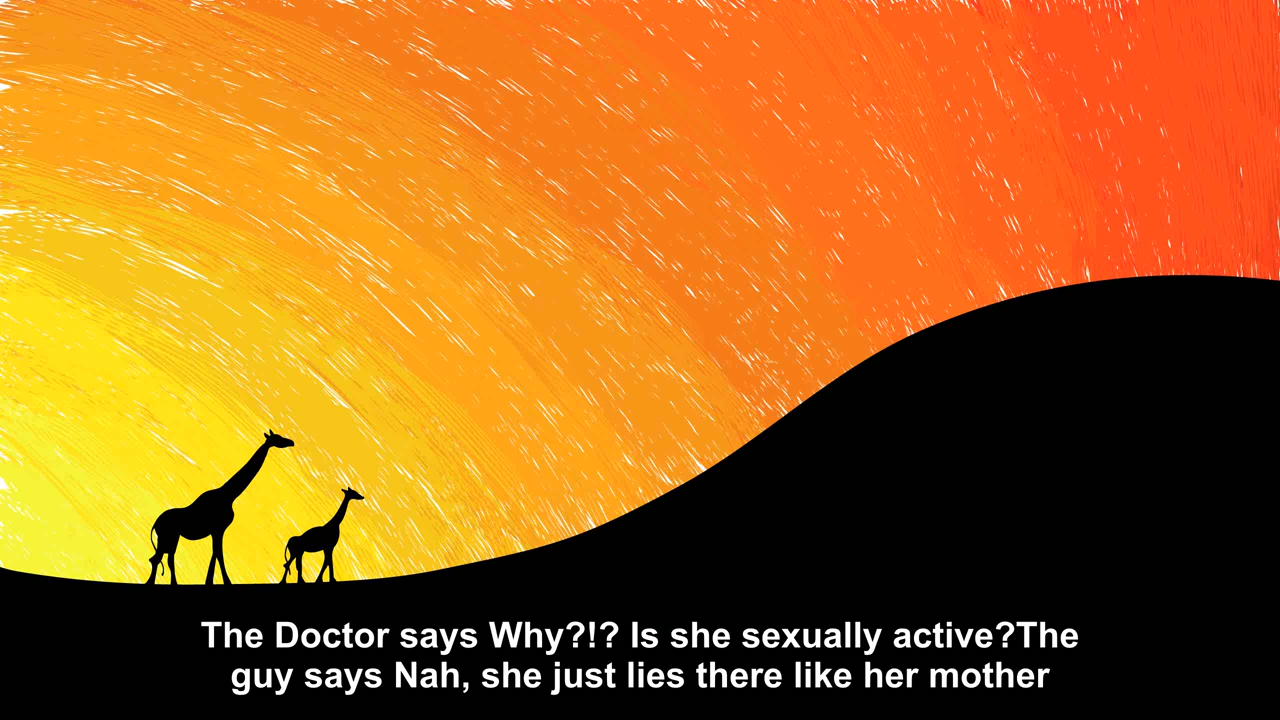 The Doctor says Why?!? Is she sexually active?The
guy says Nah, she just lies there like her mother